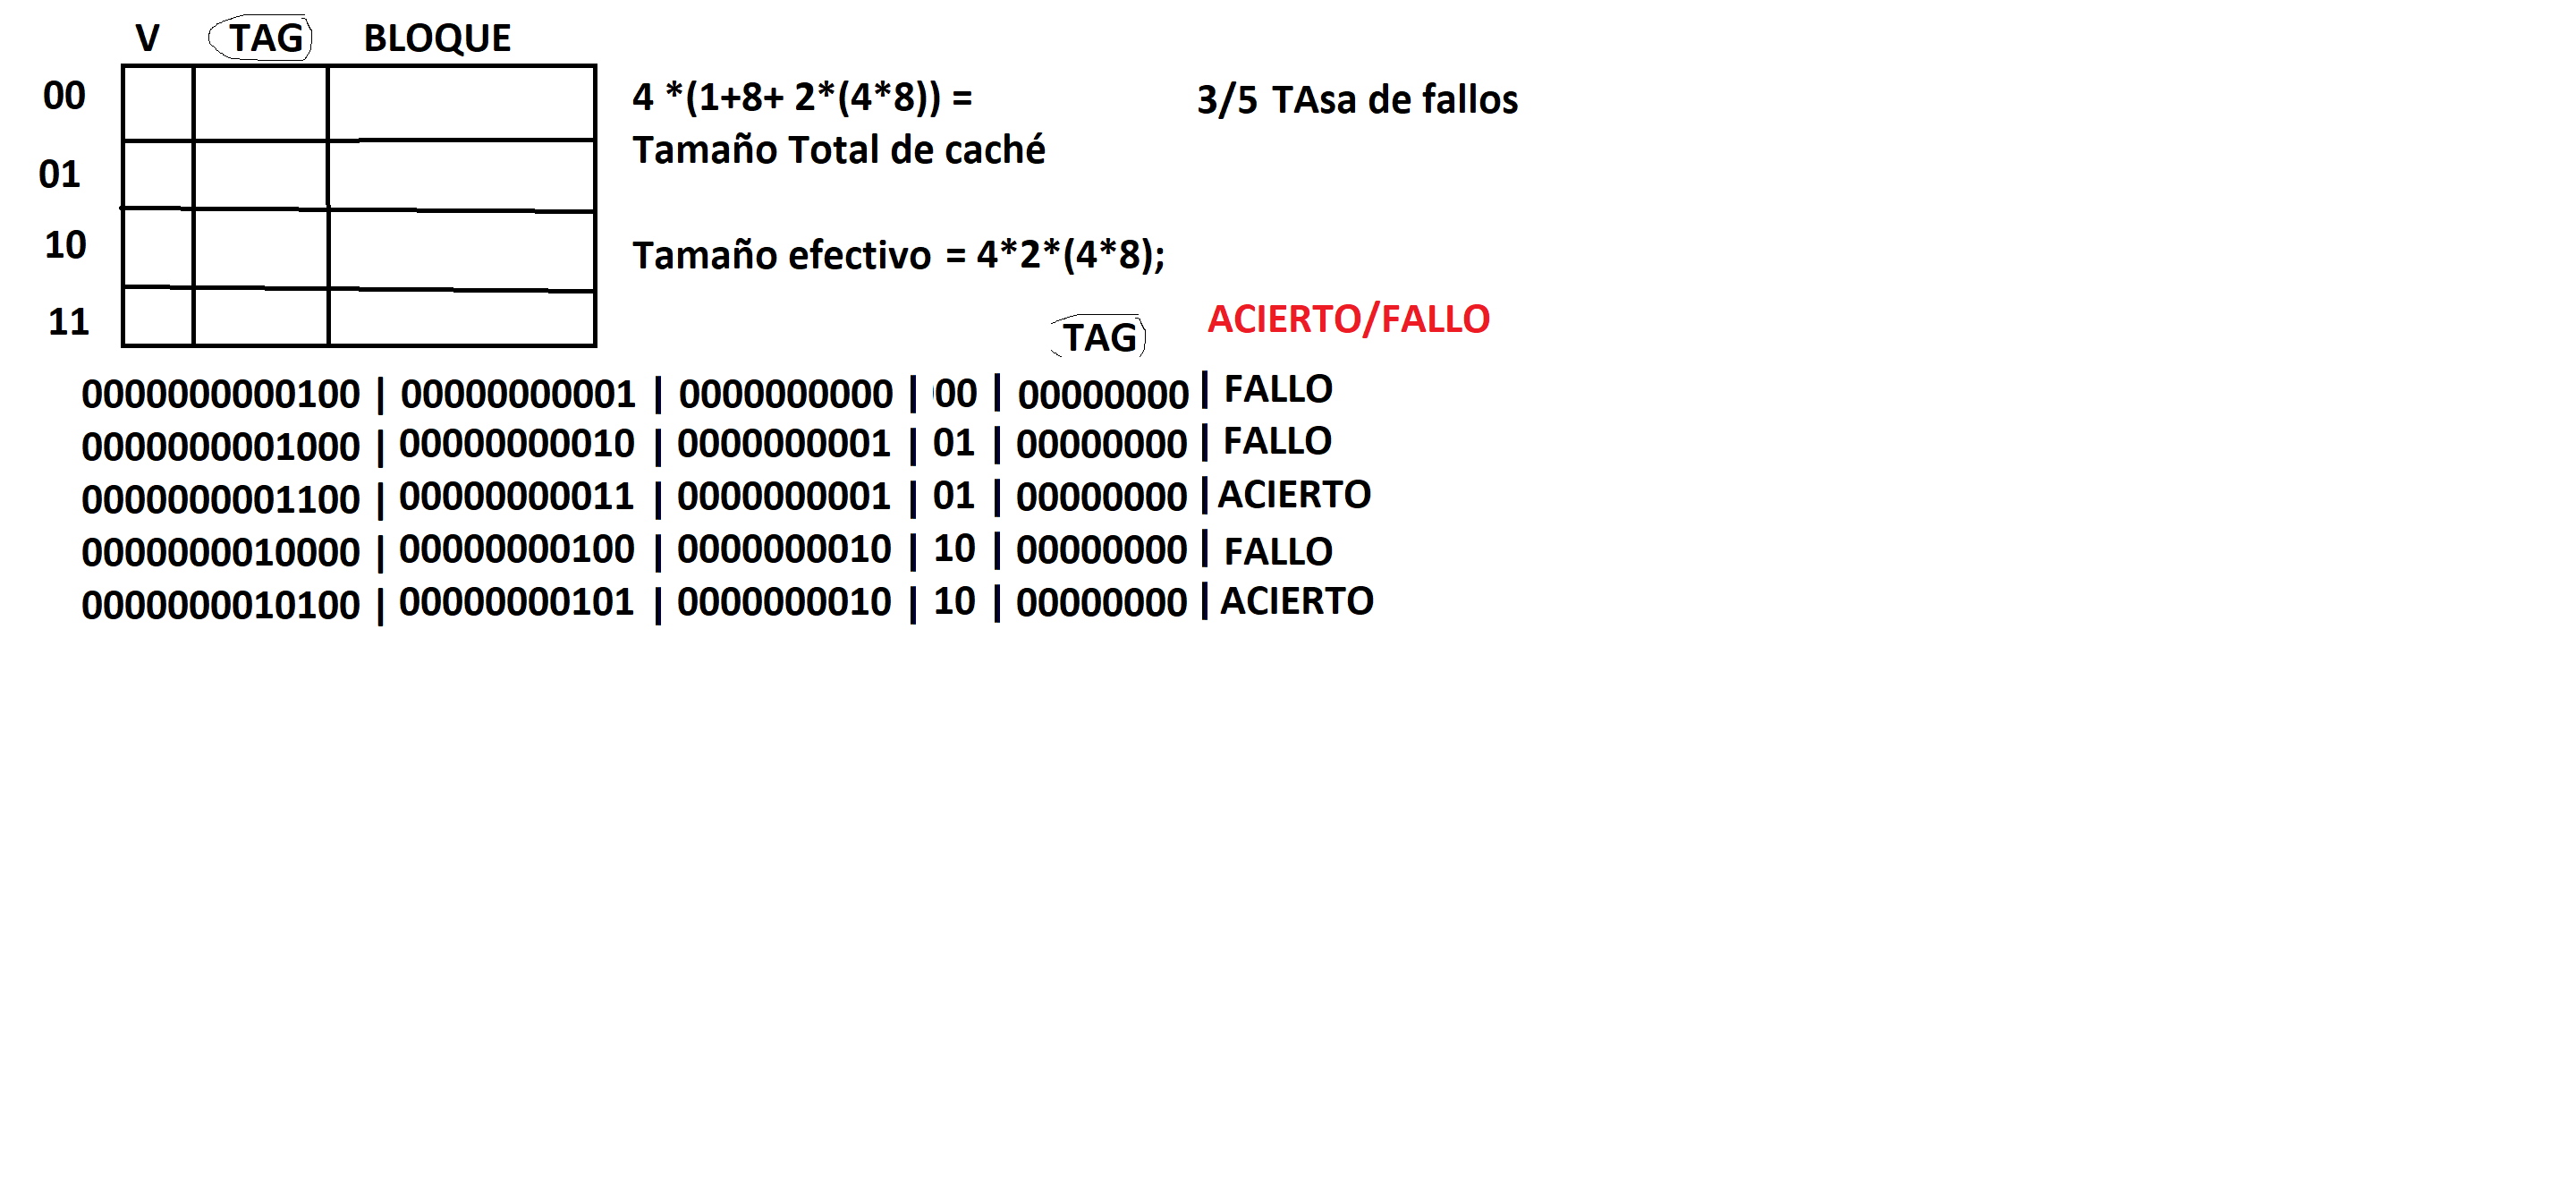 V TAG BLOQUE
00
01
10
11
4 *(1+8+ 2*(4*8)) =
Tamaño Total de caché
3/5 TAsa de fallos
Tamaño efectivo = 4*2*(4*8);
TAG ACIERTO/FALLO
0000000000100 | 00000000001 | 0000000000 | 00 | 00000000 | FALLO
0000000001000 | 00000000010 | 0000000001 | 01 | 00000000 | FALLO
0000000001100 | 00000000011 | 0000000001 | 01 | 00000000 | ACIERTO
0000000010000 | 00000000100 | 0000000010 | 10 | 00000000 | FALLO
0000000010100 | 00000000101 | 0000000010 | 10 | 00000000 | ACIERTO